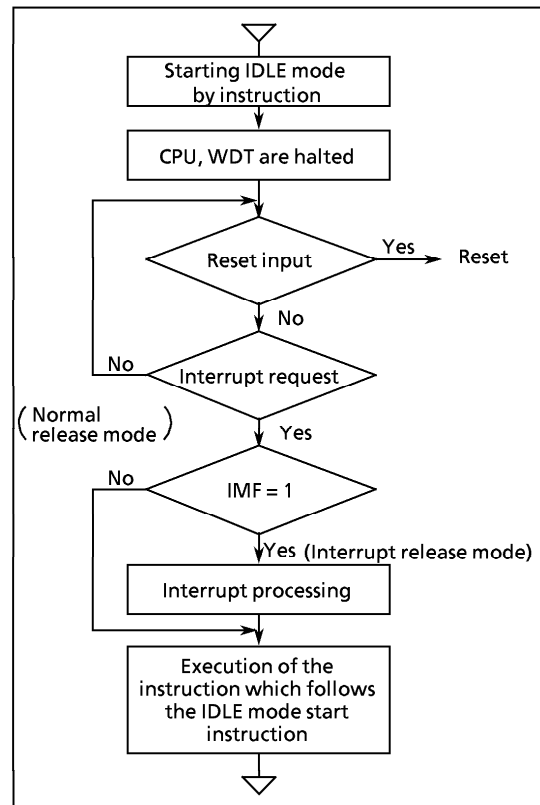 Starting IDLE mode
by instruction
CPU, WDT are halted
Reset input
Yes
Reset
No
No
Interrupt request
(Normal
release mode)
Yes
No
IMF = 1
Yes (Interrupt release mode)
Interrupt processing
Execution of the
instruction which follows
the IDLE mode start
instruction